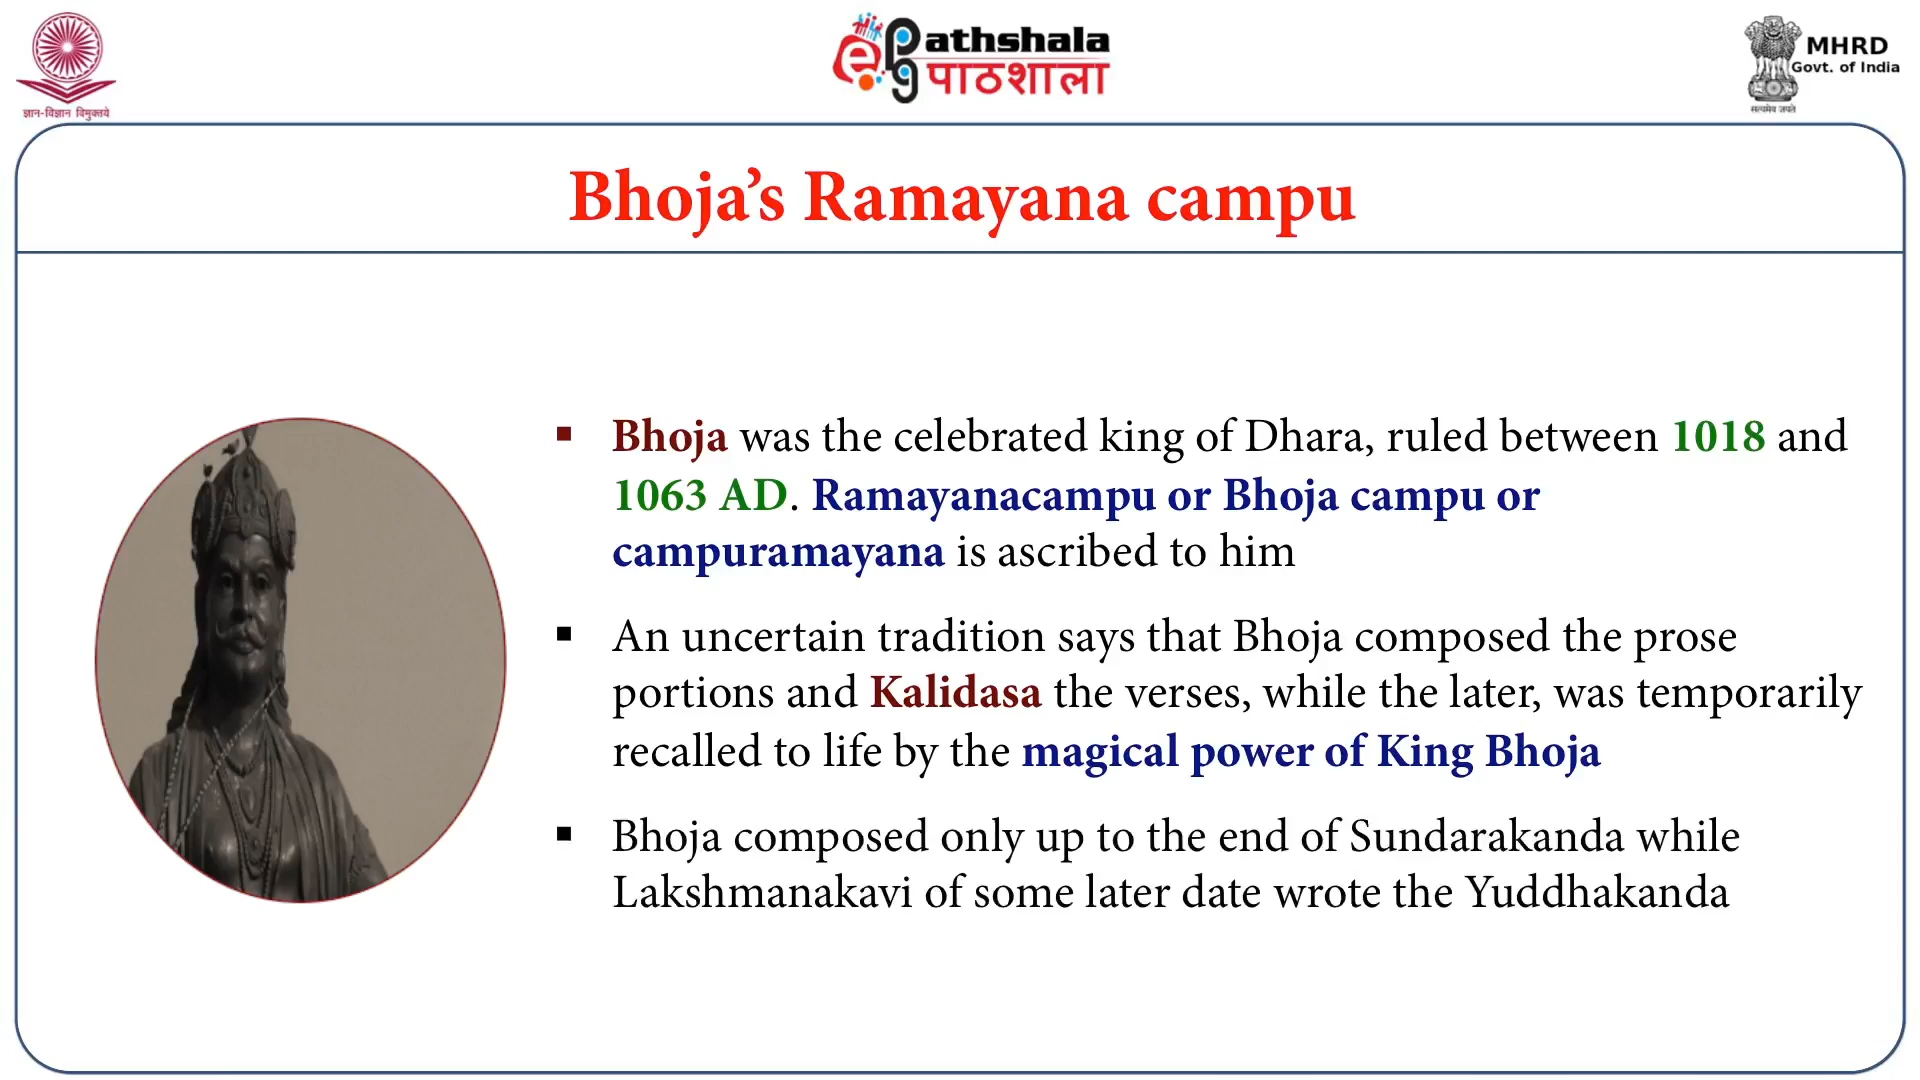 ज्ञान-विज्ञान विमुक्तये
ePG Pathshala
पाठशाला
MHRD
Govt. of India
सत्यमेव जयते
Bhoja’s Ramayana campu
▪ Bhoja was the celebrated king of Dhara, ruled between 1018 and
1063 AD. Ramayanacampu or Bhoja campu or
campuramayana is ascribed to him
▪ An uncertain tradition says that Bhoja composed the prose
portions and Kalidasa the verses, while the later, was temporarily
recalled to life by the magical power of King Bhoja
▪ Bhoja composed only up to the end of Sundarakanda while
Lakshmanakavi of some later date wrote the Yuddhakanda